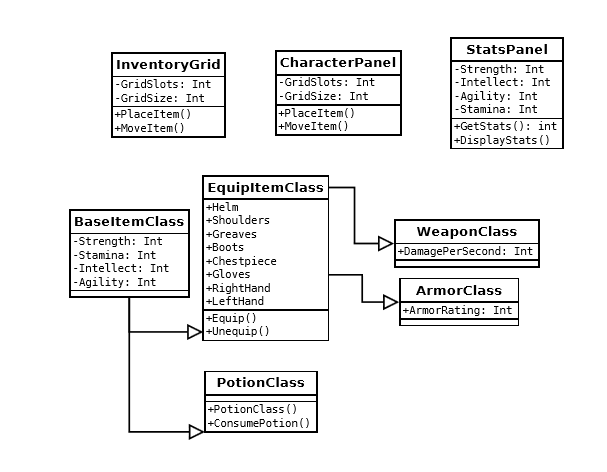 InventoryGrid
-GridSlots: Int
-GridSize: Int
+PlaceItem()
+MoveItem()
CharacterPanel
-GridSlots: Int
-GridSize: Int
+PlaceItem()
+MoveItem()
StatsPanel
-Strength: Int
-Intellect: Int
-Agility: Int
-Stamina: Int
+GetStats(): int
+DisplayStats()
BaseItemClass
-Strength: Int
-Stamina: Int
-Intellect: Int
-Agility: Int
EquipItemClass
+Helm
+Shoulders
+Greaves
+Boots
+Chestpiece
+Gloves
+RightHand
+LeftHand
+Equip()
+Unequip()
WeaponClass
+DamagePerSecond: Int
ArmorClass
+ArmorRating: Int
PotionClass
+PotionClass()
+ConsumePotion()